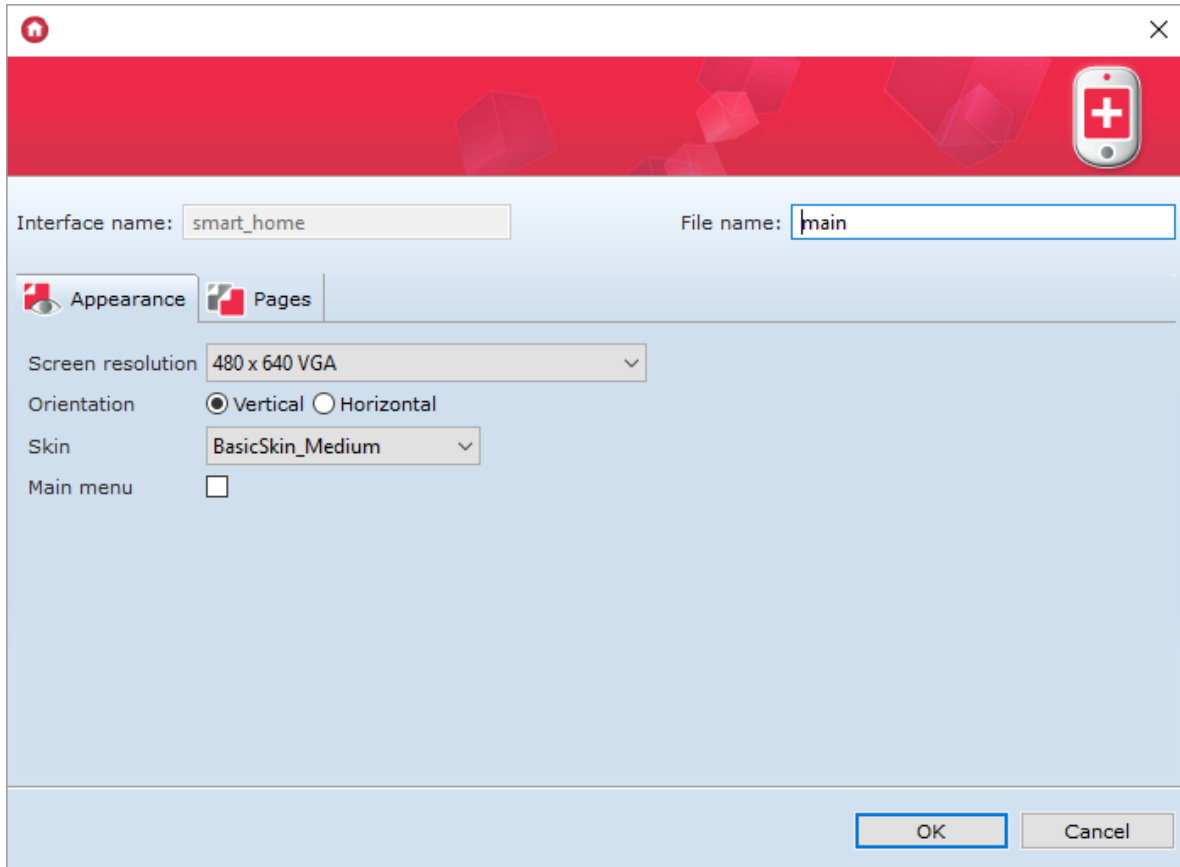 Interface name: smart_home File name: main
Appearance Pages
Screen resolution 480 x 640 VGA
Orientation Vertical Horizontal
Skin BasicSkin_Medium
Main menu
OK Cancel